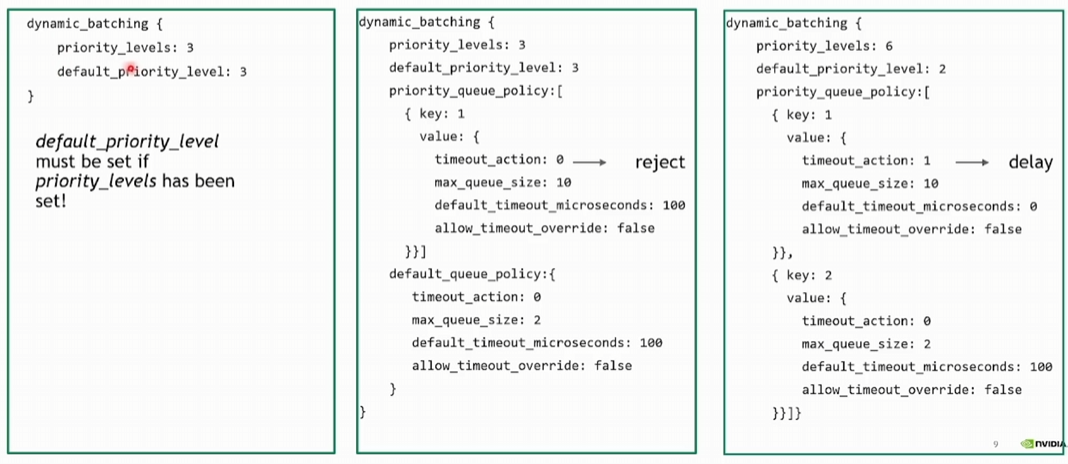 dynamic_batching {
priority_levels: 3
default_priority_level: 3
}
default_priority_level
must be set if
priority_levels has been
set!
dynamic_batching {
priority_levels: 3
default_priority_level: 3
priority_queue_policy:[
{ key: 1
value: {
timeout_action: 0 → reject
max_queue_size: 10
default_timeout_microseconds: 100
allow_timeout_override: false
}}]
default_queue_policy:{
timeout_action: 0
max_queue_size: 2
default_timeout_microseconds: 100
allow_timeout_override: false
}
}
dynamic_batching {
priority_levels: 6
default_priority_level: 2
priority_queue_policy:[
{ key: 1
value: {
timeout_action: 1 → delay
max_queue_size: 10
default_timeout_microseconds: 0
allow_timeout_override: false
}},
{ key: 2
value: {
timeout_action: 0
max_queue_size: 2
default_timeout_microseconds: 100
allow_timeout_override: false
}}]}
9 NVIDIA